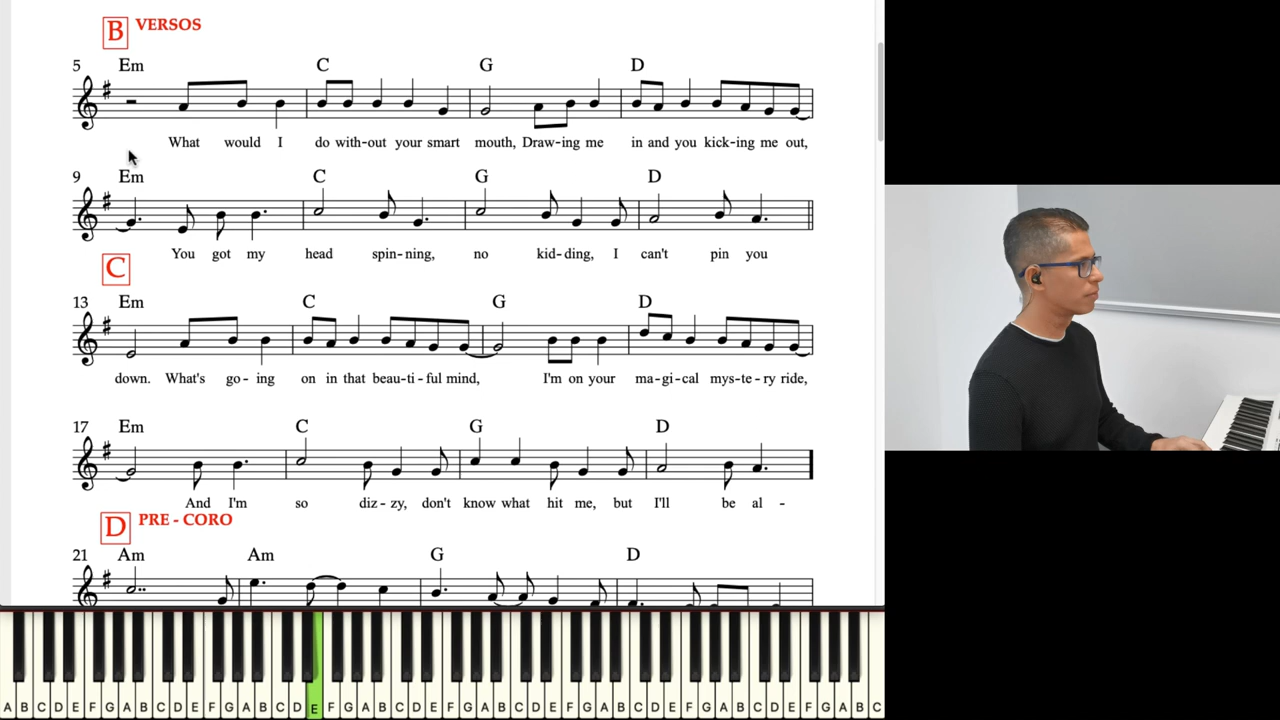 B VERSOS
5 Em C G D
What would I do with-out your smart mouth, Draw-ing me in and you kick-ing me out,
9 Em C G D
You got my head spin-ning, no kid-ding, I can't pin you
C
13 Em C G D
down. What's go-ing on in that beau-ti-ful mind, I'm on your ma-gi-cal mys-te-ry ride,
17 Em C G D
And I'm so diz-zy, don't know what hit me, but I'll be al-
D PRE - CORO
21 Am Am G D
A B C D E F G A B C D E F G A B C D E F G A B C D E F G A B C D E F G A B C D E F G A B C D E F G A B C